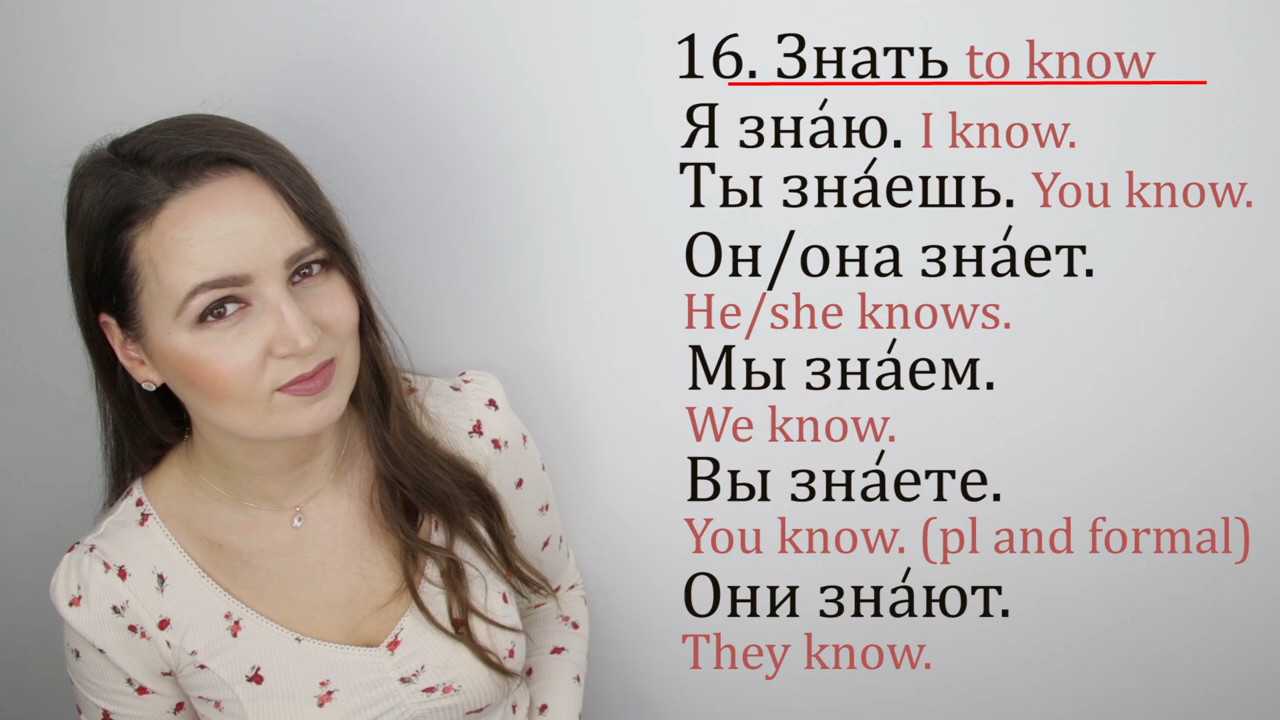 16. Знать to know
Я зна́ю. I know.
Ты зна́ешь. You know.
Он/она зна́ет.
He/she knows.
Мы зна́ем.
We know.
Вы зна́ете.
You know. (pl and formal)
Они зна́ют.
They know.